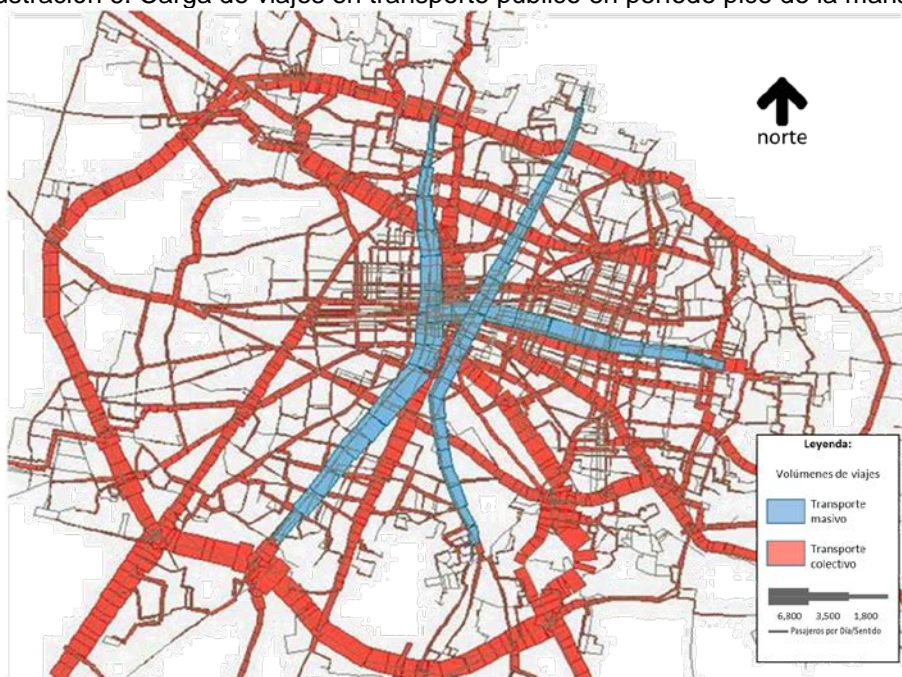 Carga de viajes en transporte público en periodo pico de la
norte
Leyenda:
Volúmenes de viajes
Transporte
masivo
Transporte
colectivo
6,800 3,500 1,800
Pasajeros por Día/Sentido